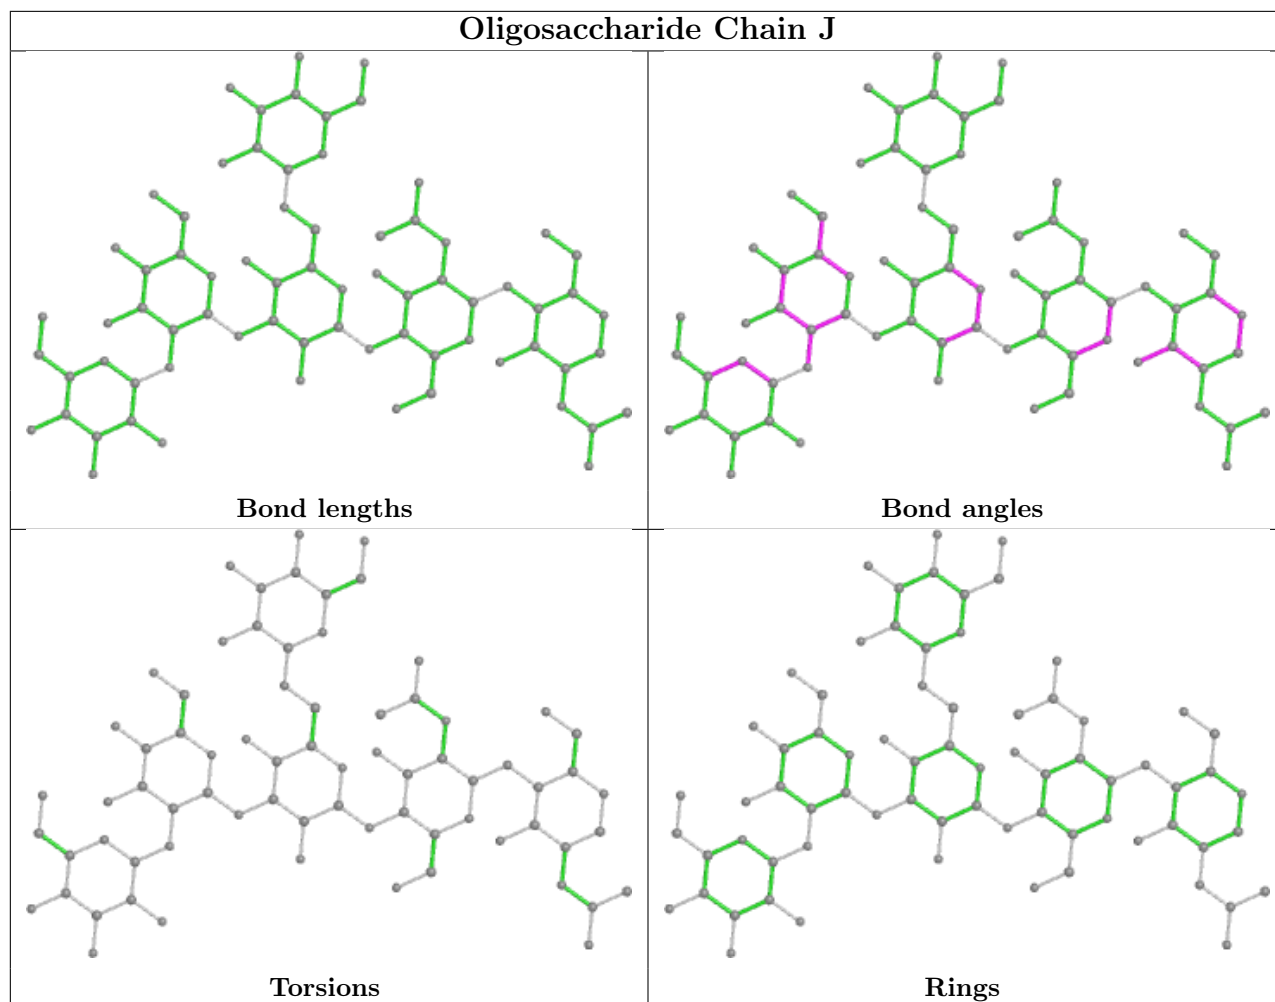 Oligosaccharide Chain J
Bond lengths
Bond angles
Torsions
Rings